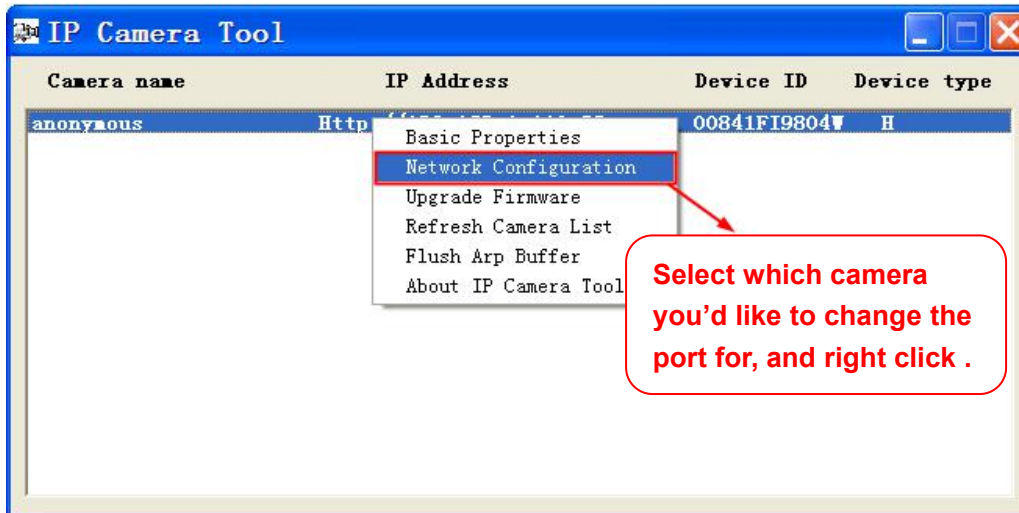 IP Camera Tool
Camera name IP Address Device ID Device type
anonymous Http 00841FI9804W H
Basic Properties
Network Configuration
Upgrade Firmware
Refresh Camera List
Flush Arp Buffer
About IP Camera Tool
Select which camera
you’d like to change the
port for, and right click .